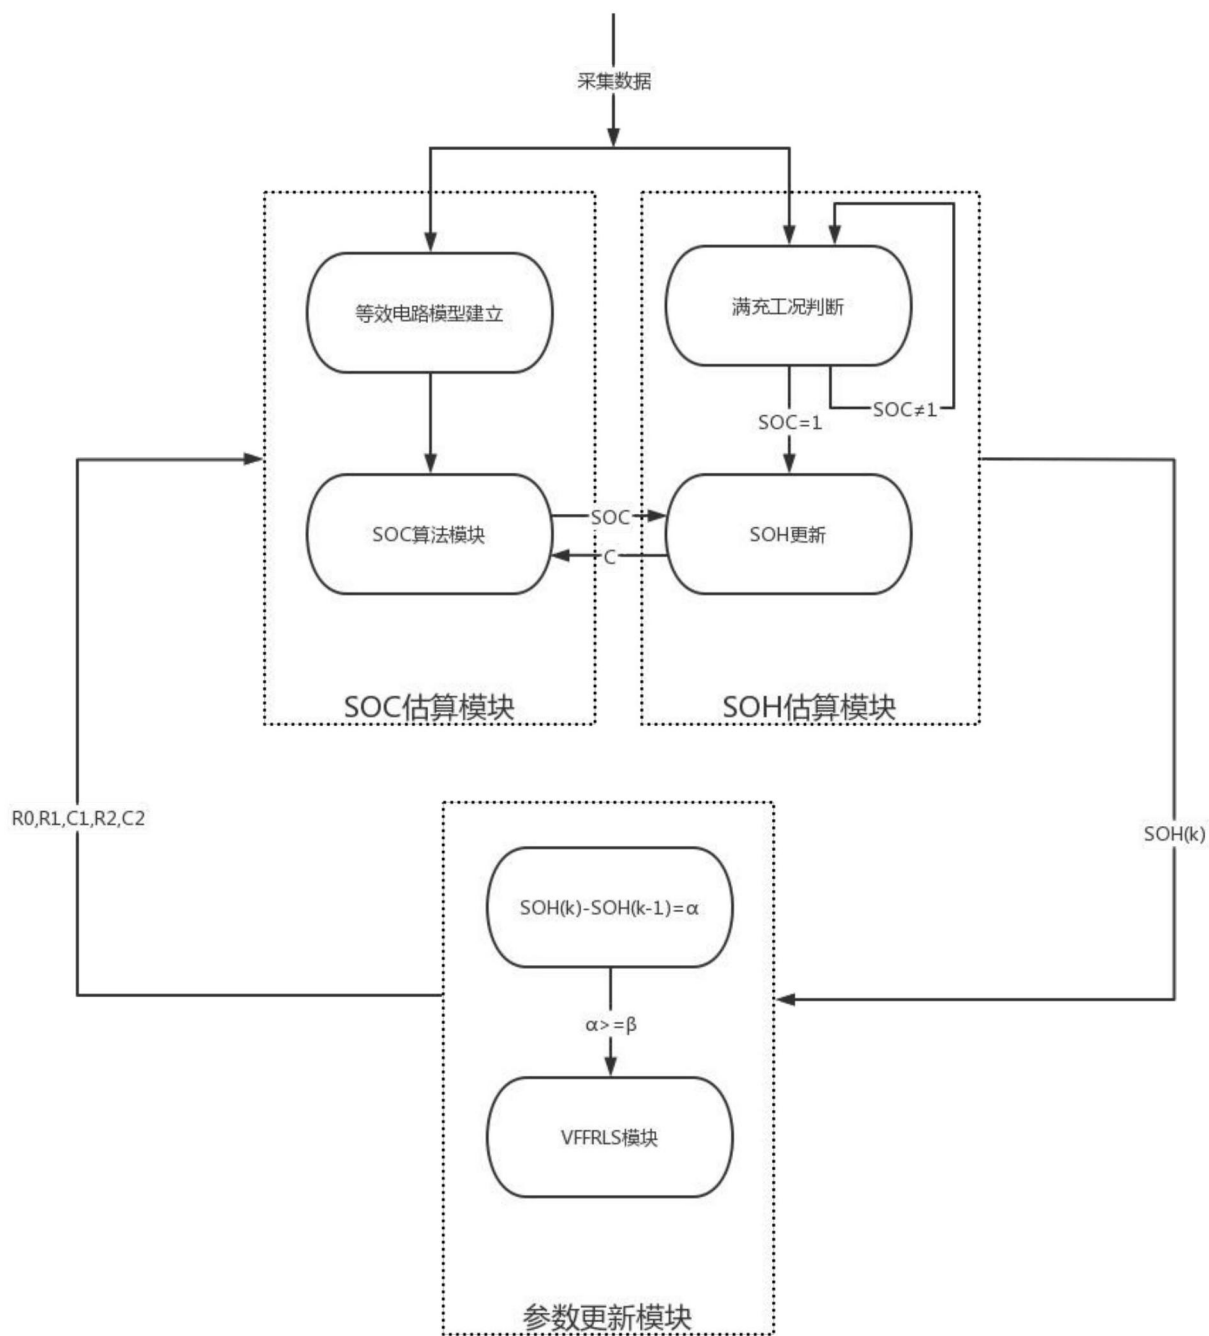 采集数据
等效电路模型建立
满充工况判断
SOC≠1
SOC=1
SOC算法模块
SOC
C
SOH更新
SOC估算模块
SOH估算模块
R0,R1,C1,R2,C2
SOH(k)
SOH(k)-SOH(k-1)=α
α>=β
VFFRLS模块
参数更新模块